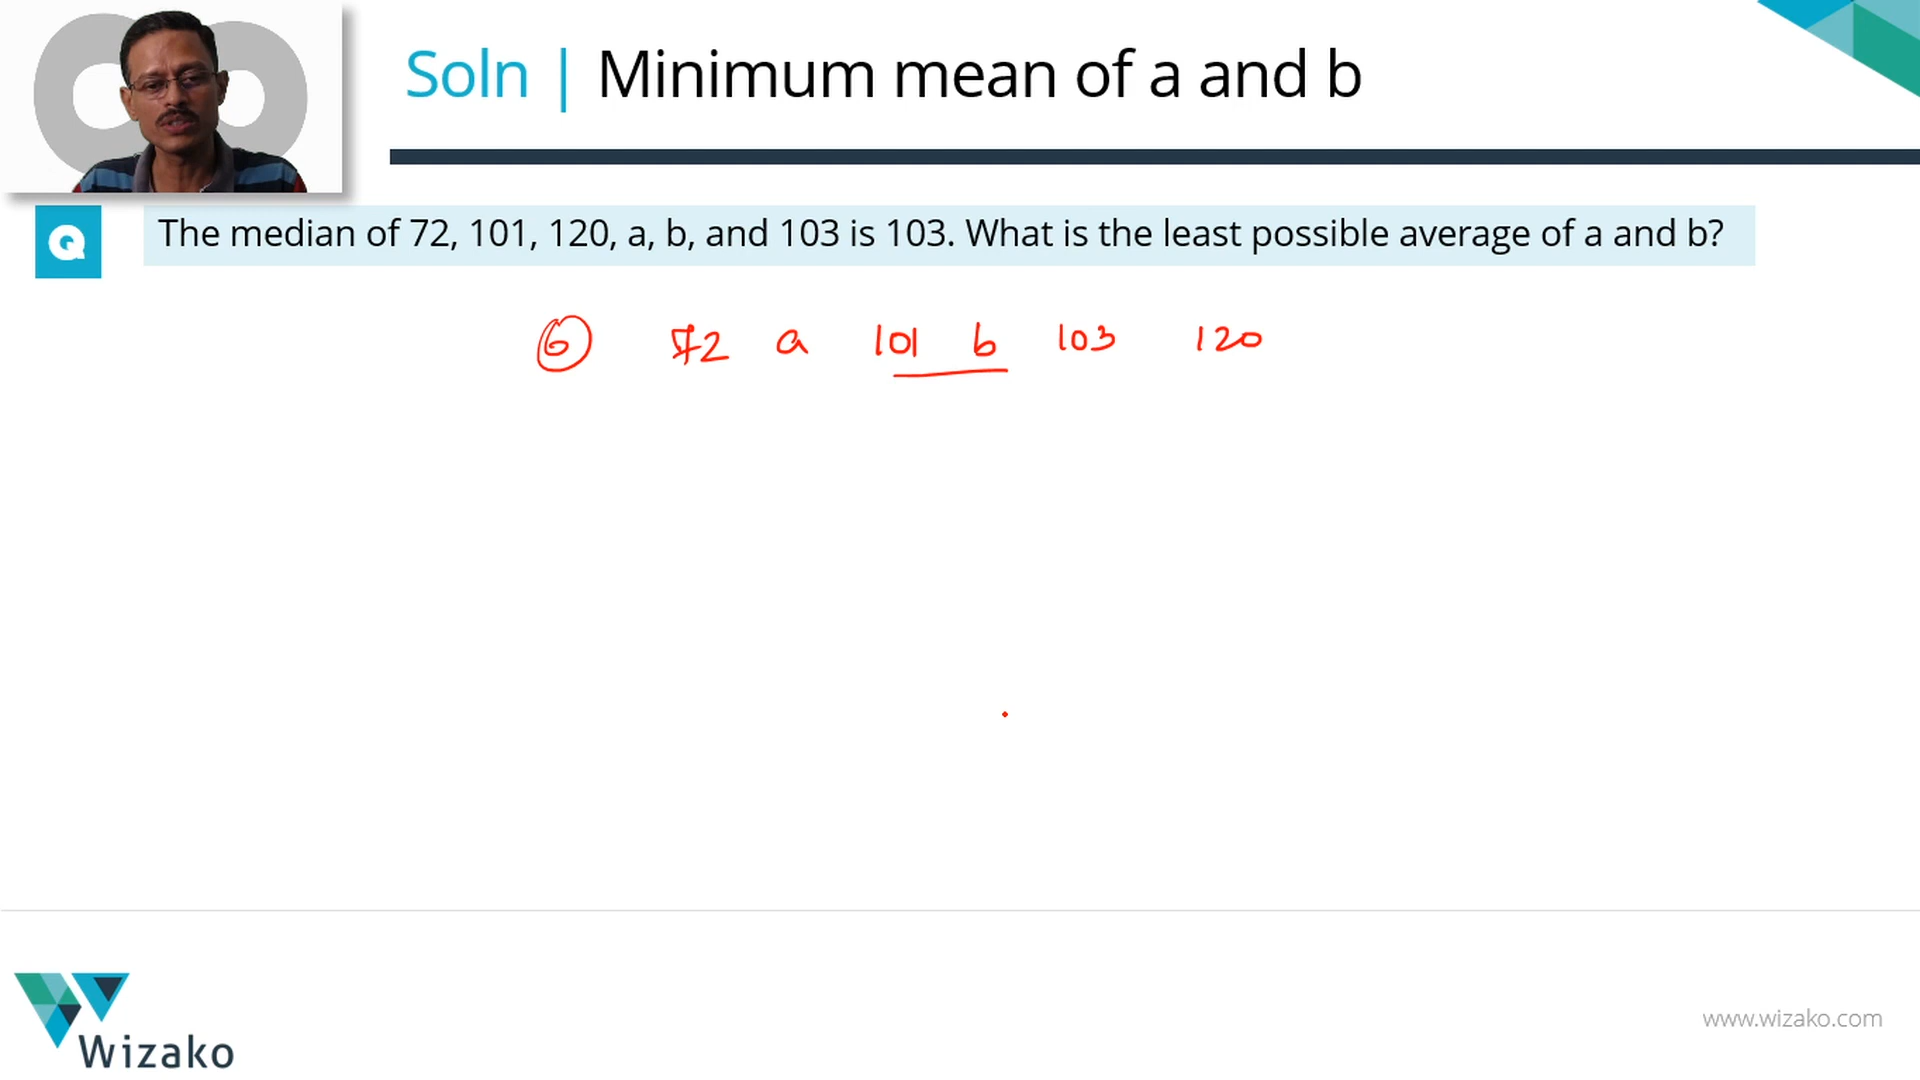 Soln | Minimum mean of a and b
Q
The median of 72, 101, 120, a, b, and 103 is 103. What is the least possible average of a and b?
6 72 a 101 b 103 120
Wizako
www.wizako.com